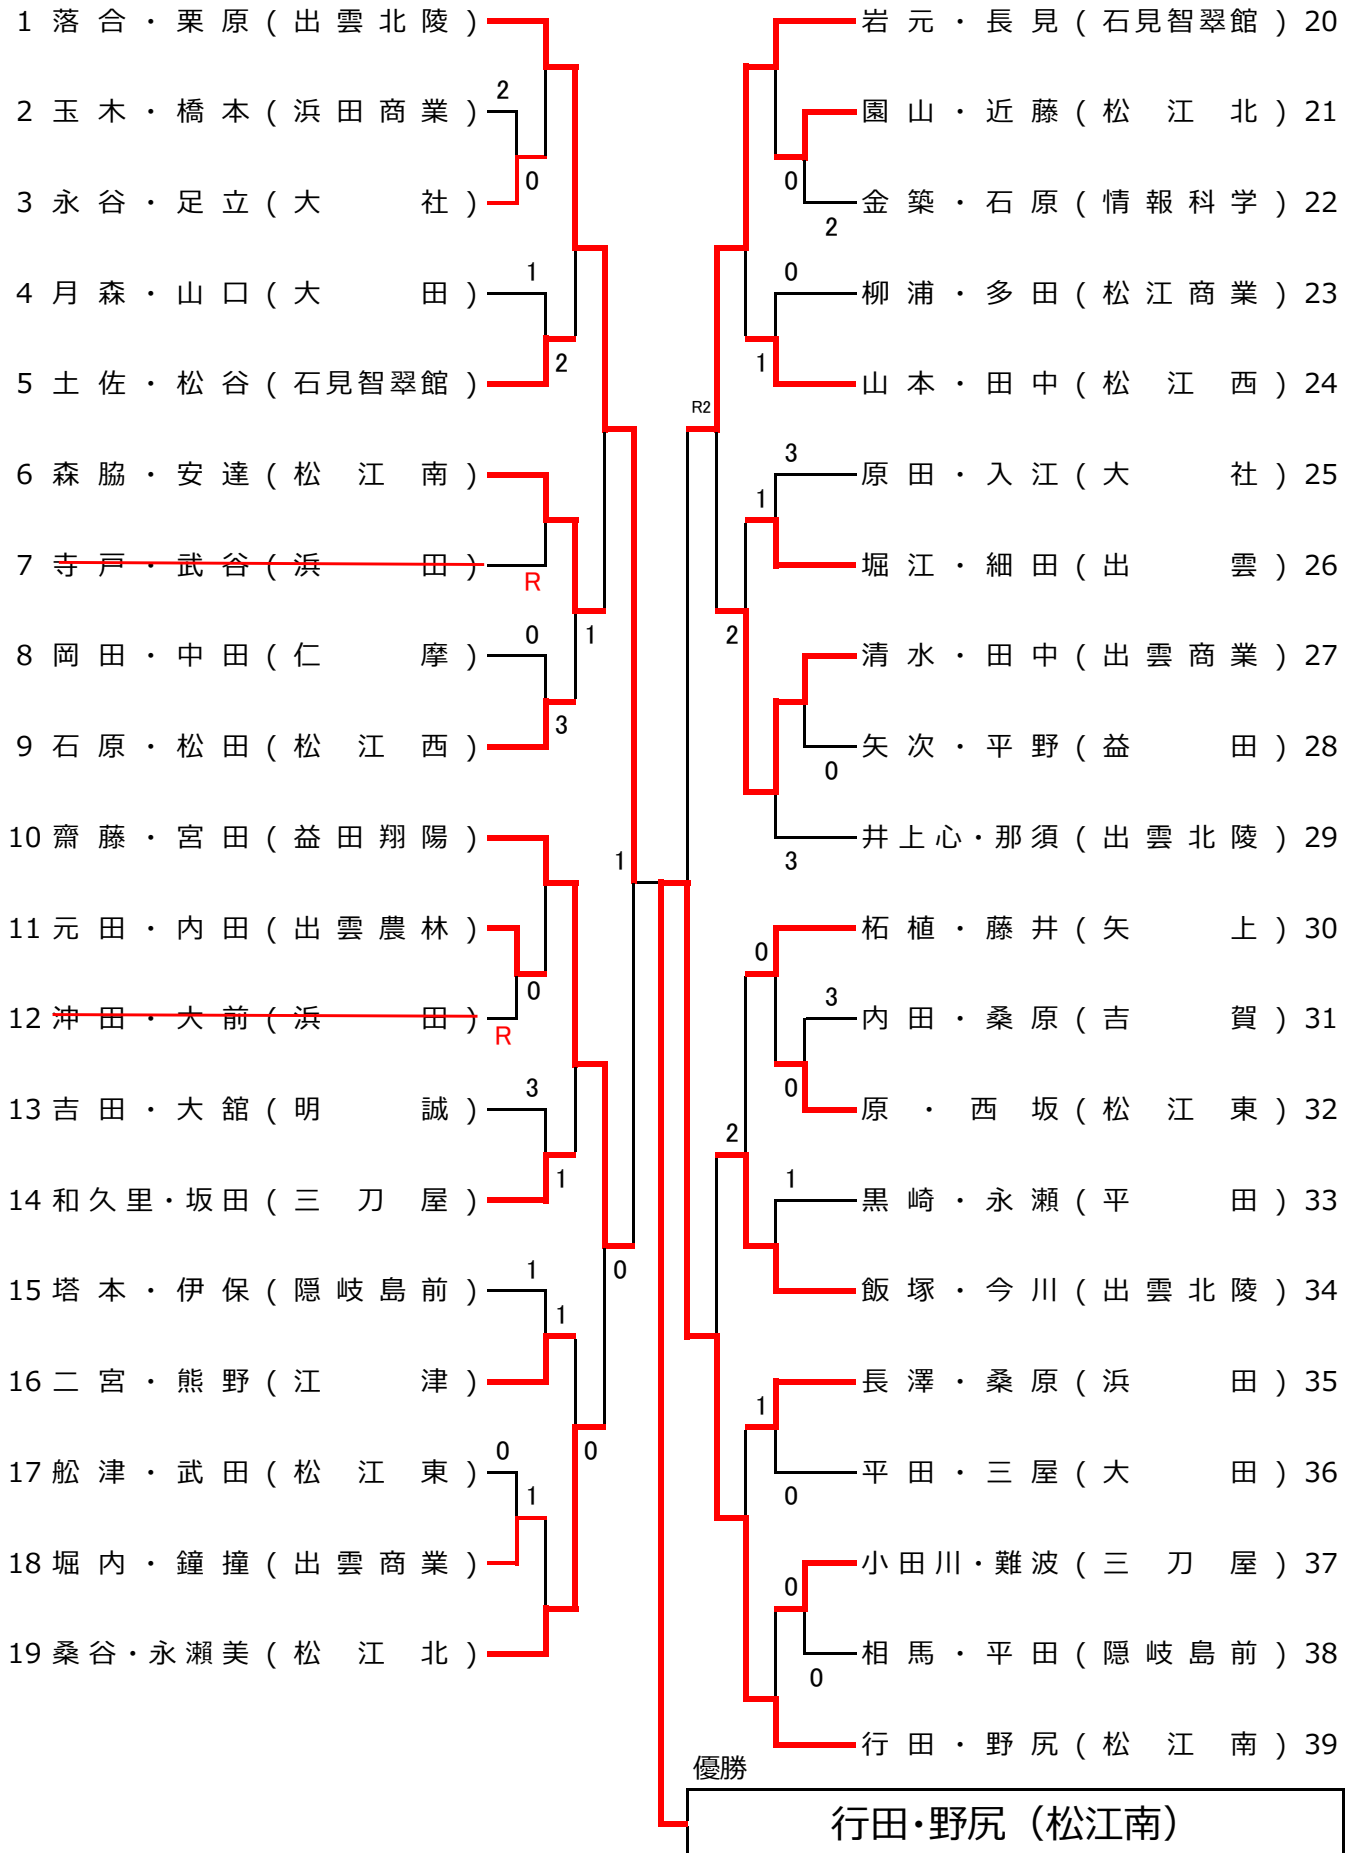 1 落合・栗原(出雲北陵)
2
2 玉木・橋本(浜田商業)
0
3 永谷・足立(大社)
1
4 月森・山口(大田)
2
5 土佐・松谷(石見智翠館)
6 森脇・安達(松江南)
7 寺戸・武谷(浜田)
R
0
1
8 岡田・中田(仁摩)
3
9 石原・松田(松江西)
10 齋藤・宮田(益田翔陽)
1
11 元田・内田(出雲農林)
0
12 沖田・大前(浜田)
R
3
13 吉田・大舘(明誠)
1
14 和久里・坂田(三刀屋)
1
0
15 塔本・伊保(隠岐島前)
1
16 二宮・熊野(江津)
0
0
17 舩津・武田(松江東)
1
18 堀内・鐘撞(出雲商業)
19 桑谷・永瀬美(松江北)
岩元・長見(石見智翠館) 20
園山・近藤(松江北) 21
0
金築・石原(情報科学) 22
2
0
柳浦・多田(松江商業) 23
1
山本・田中(松江西) 24
R2
3
原田・入江(大社) 25
1
堀江・細田(出雲) 26
2
清水・田中(出雲商業) 27
矢次・平野(益田) 28
0
井上心・那須(出雲北陵) 29
3
柘植・藤井(矢上) 30
0
3
内田・桑原(吉賀) 31
0
原・西坂(松江東) 32
2
1
黒崎・永瀬(平田) 33
飯塚・今川(出雲北陵) 34
長澤・桑原(浜田) 35
1
平田・三屋(大田) 36
0
小田川・難波(三刀屋) 37
0
相馬・平田(隠岐島前) 38
0
行田・野尻(松江南) 39
優勝
行田・野尻(松江南)